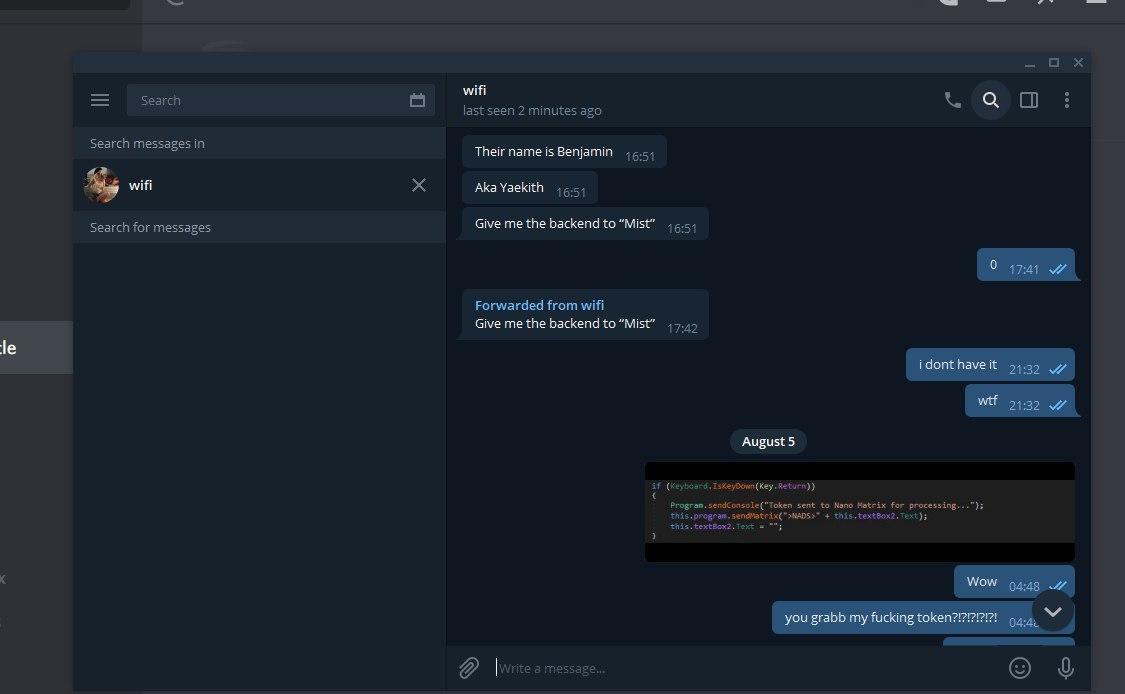 wifi
last seen 2 minutes ago
Search
Search messages in
wifi
Search for messages
Their name is Benjamin 16:51
Aka Yaekith 16:51
Give me the backend to “Mist” 16:51
0 17:41
Forwarded from wifi
Give me the backend to “Mist” 17:42
i dont have it 21:32
wtf 21:32
August 5
if (Keyboard.IsKeyDown(Key.Return))
{
Program.sendConsole("Token sent to Nano Matrix for processing...");
this.program.sendMatrix(">NADS>" + this.textBox2.Text);
this.textBox2.Text = "";
}
Wow 04:48
you grabb my fucking token?!?!?!?!?! 04:48
Write a message...